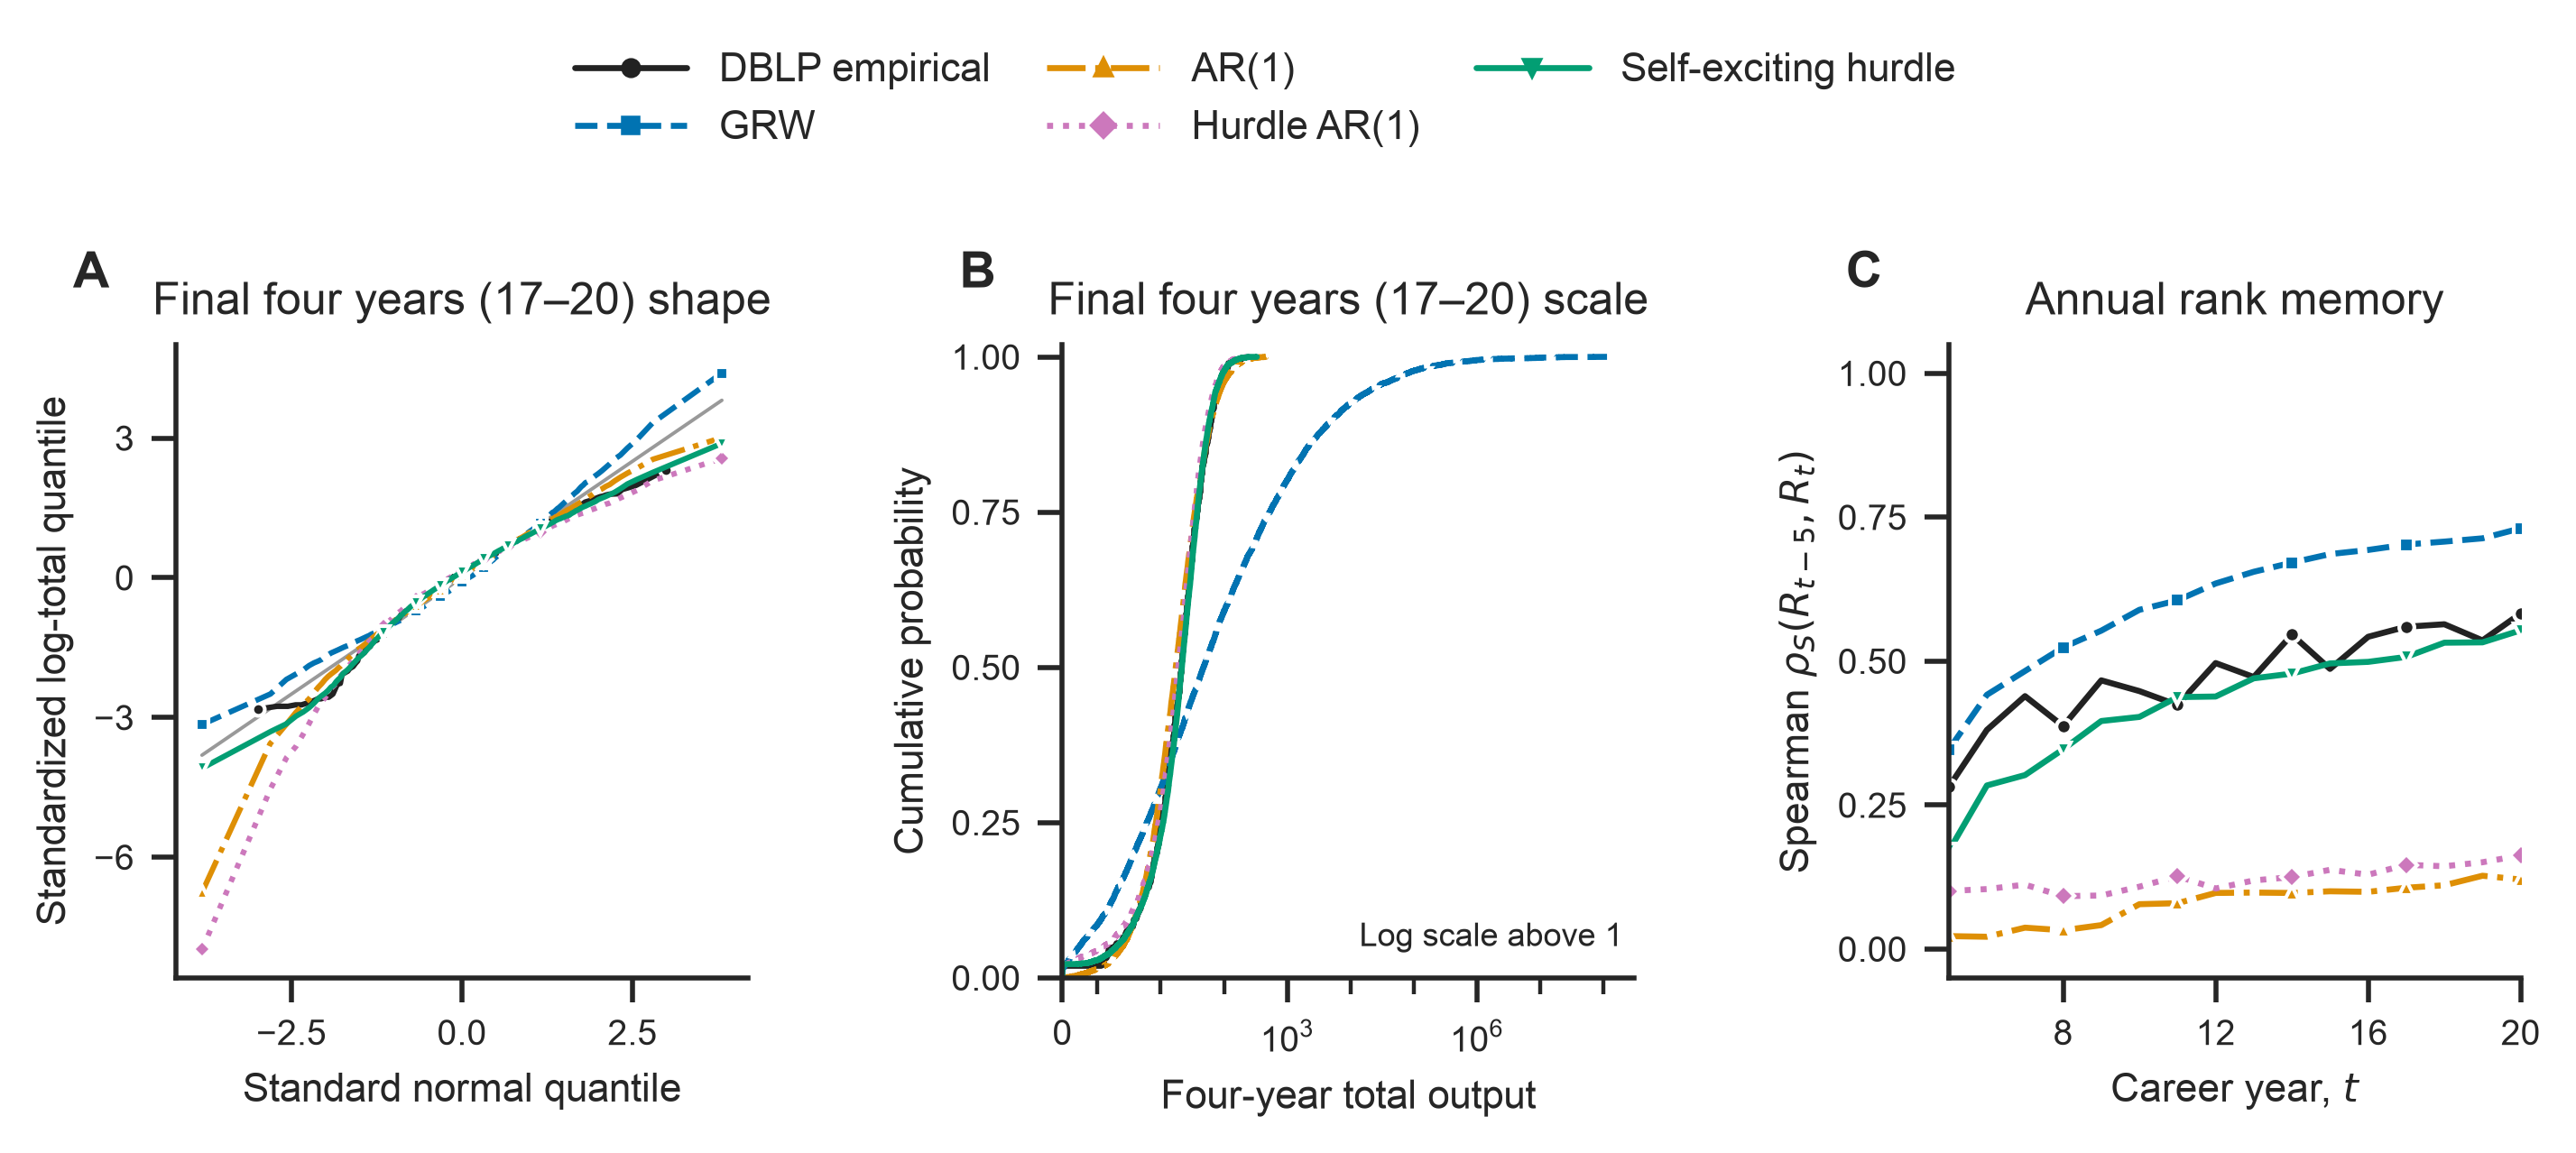 DBLP empirical
GRW
AR(1)
Hurdle AR(1)
Self-exciting hurdle
A
Final four years (17–20) shape
Standardized log-total quantile
3
0
−3
−6
−2.5
0.0
2.5
Standard normal quantile
B
Final four years (17–20) scale
Cumulative probability
1.00
0.75
0.50
0.25
0.00
Log scale above 1
0
10³
10⁶
Four-year total output
C
Annual rank memory
Spearman ρ_S(R_{t−5}, R_t)
1.00
0.75
0.50
0.25
0.00
8
12
16
20
Career year, t